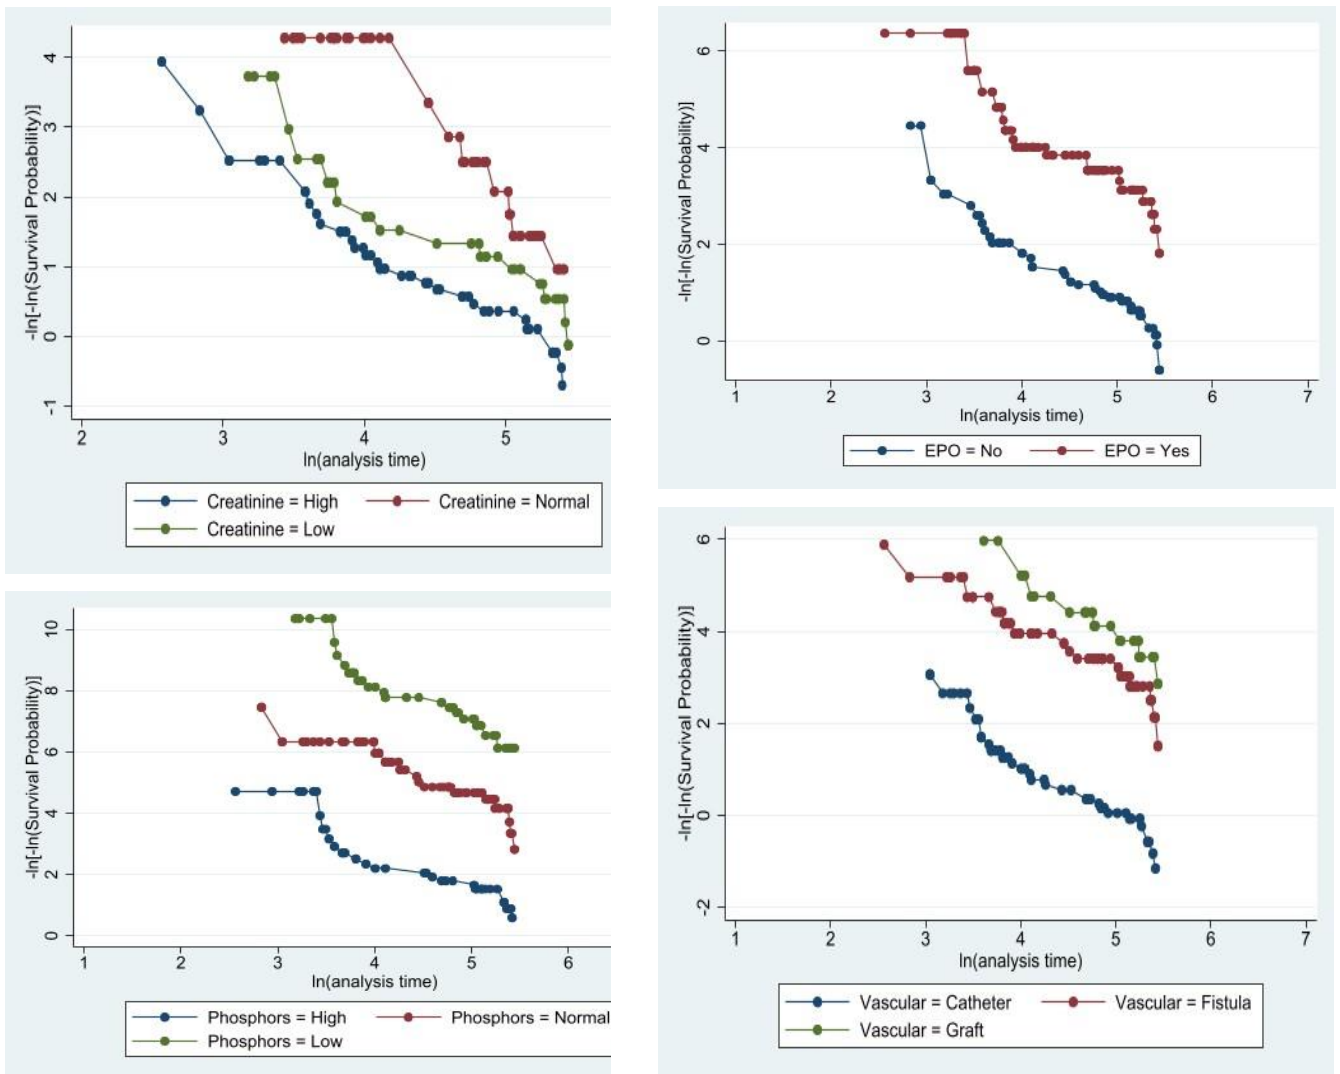 -ln[-ln(Survival Probability)]
4
3
2
1
0
-1
2 3 4 5
ln(analysis time)
Creatinine = High Creatinine = Normal
Creatinine = Low
-ln[-ln(Survival Probability)]
6
4
2
0
1 2 3 4 5 6 7
ln(analysis time)
EPO = No EPO = Yes
-ln[-ln(Survival Probability)]
10
8
6
4
2
0
1 2 3 4 5 6
ln(analysis time)
Phosphors = High Phosphors = Normal
Phosphors = Low
-ln[-ln(Survival Probability)]
6
4
2
0
-2
1 2 3 4 5 6 7
ln(analysis time)
Vascular = Catheter Vascular = Fistula
Vascular = Graft